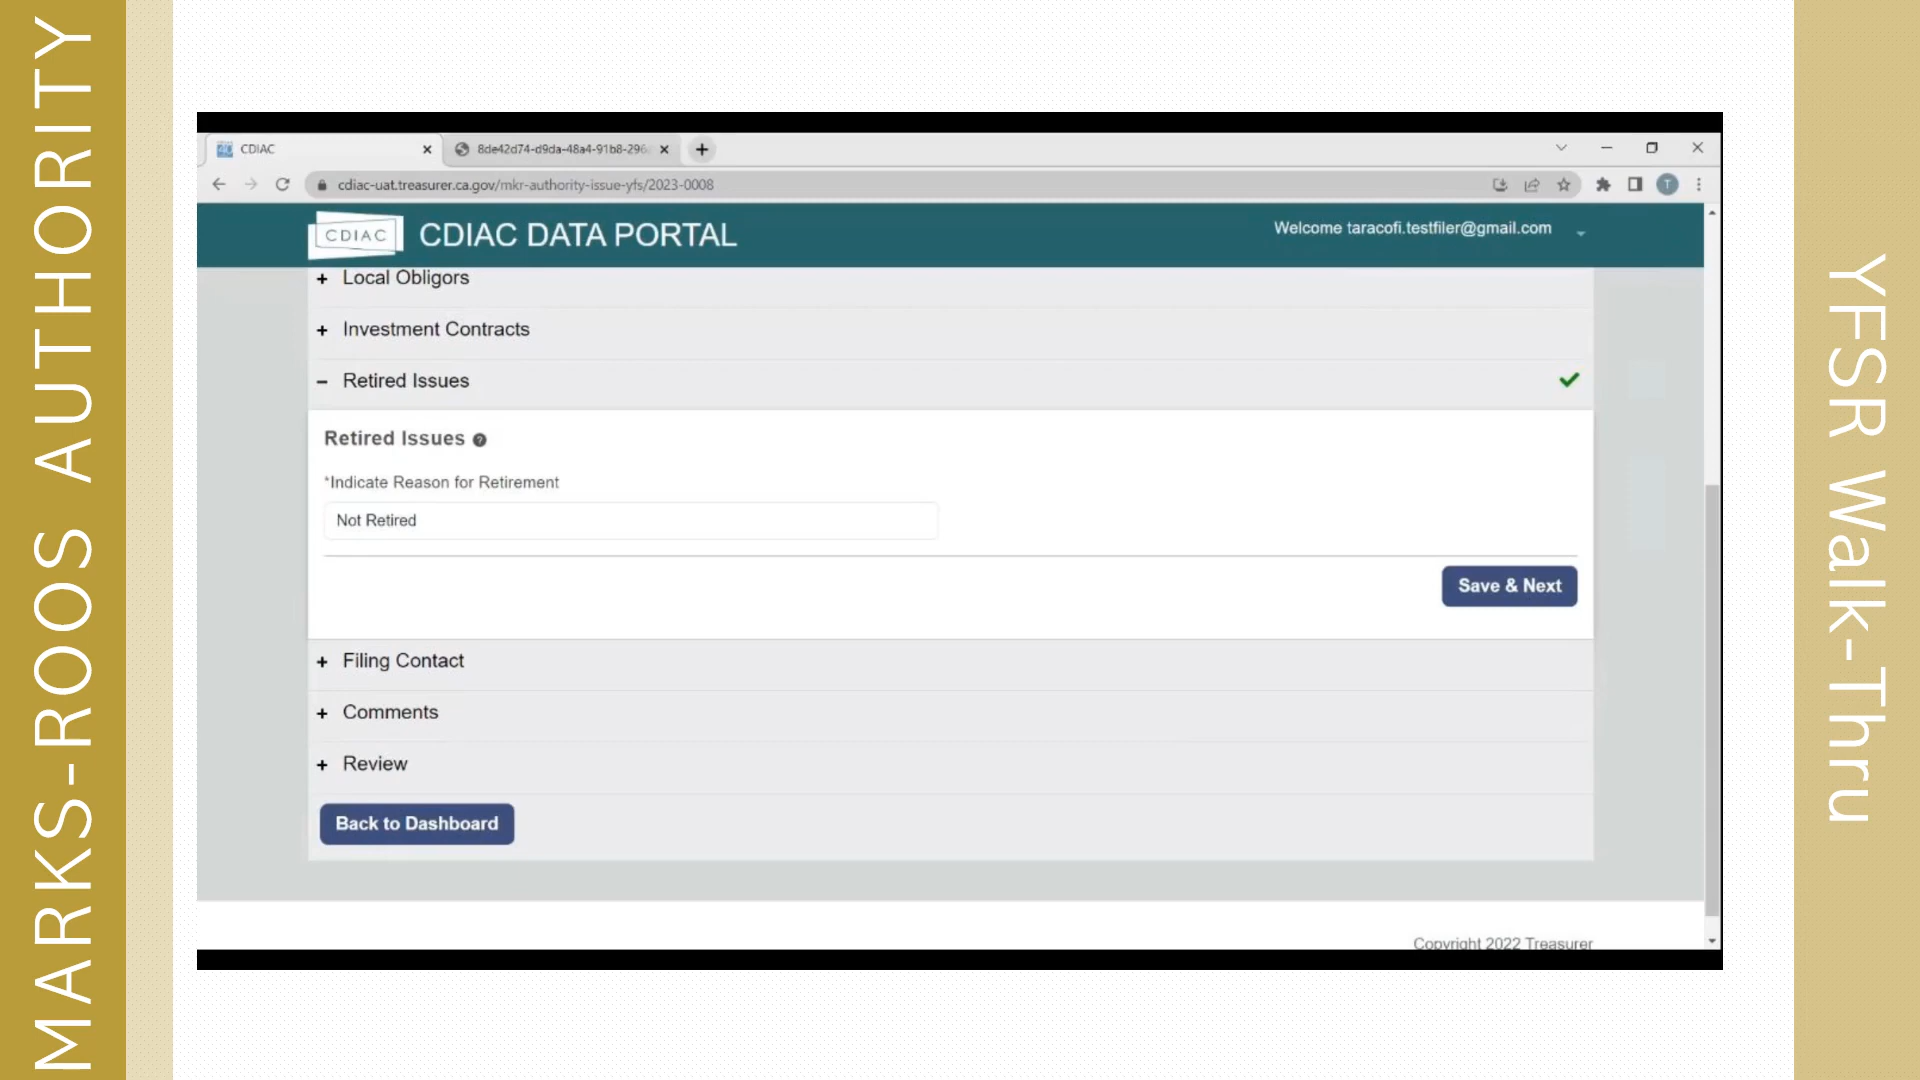 MARKS-ROOS AUTHORITY
CDIAC
8de42d74-d9da-48a4-91b8-296
cdiac-uat.treasurer.ca.gov/mkr-authority-issue-yfs/2023-0008
T
CDIAC
CDIAC DATA PORTAL
Welcome taracofi.testfiler@gmail.com
+ Local Obligors
+ Investment Contracts
– Retired Issues
Retired Issues ?
*Indicate Reason for Retirement
Not Retired
Save & Next
+ Filing Contact
+ Comments
+ Review
Back to Dashboard
Copyright 2022 Treasurer
YFSR Walk-Thru